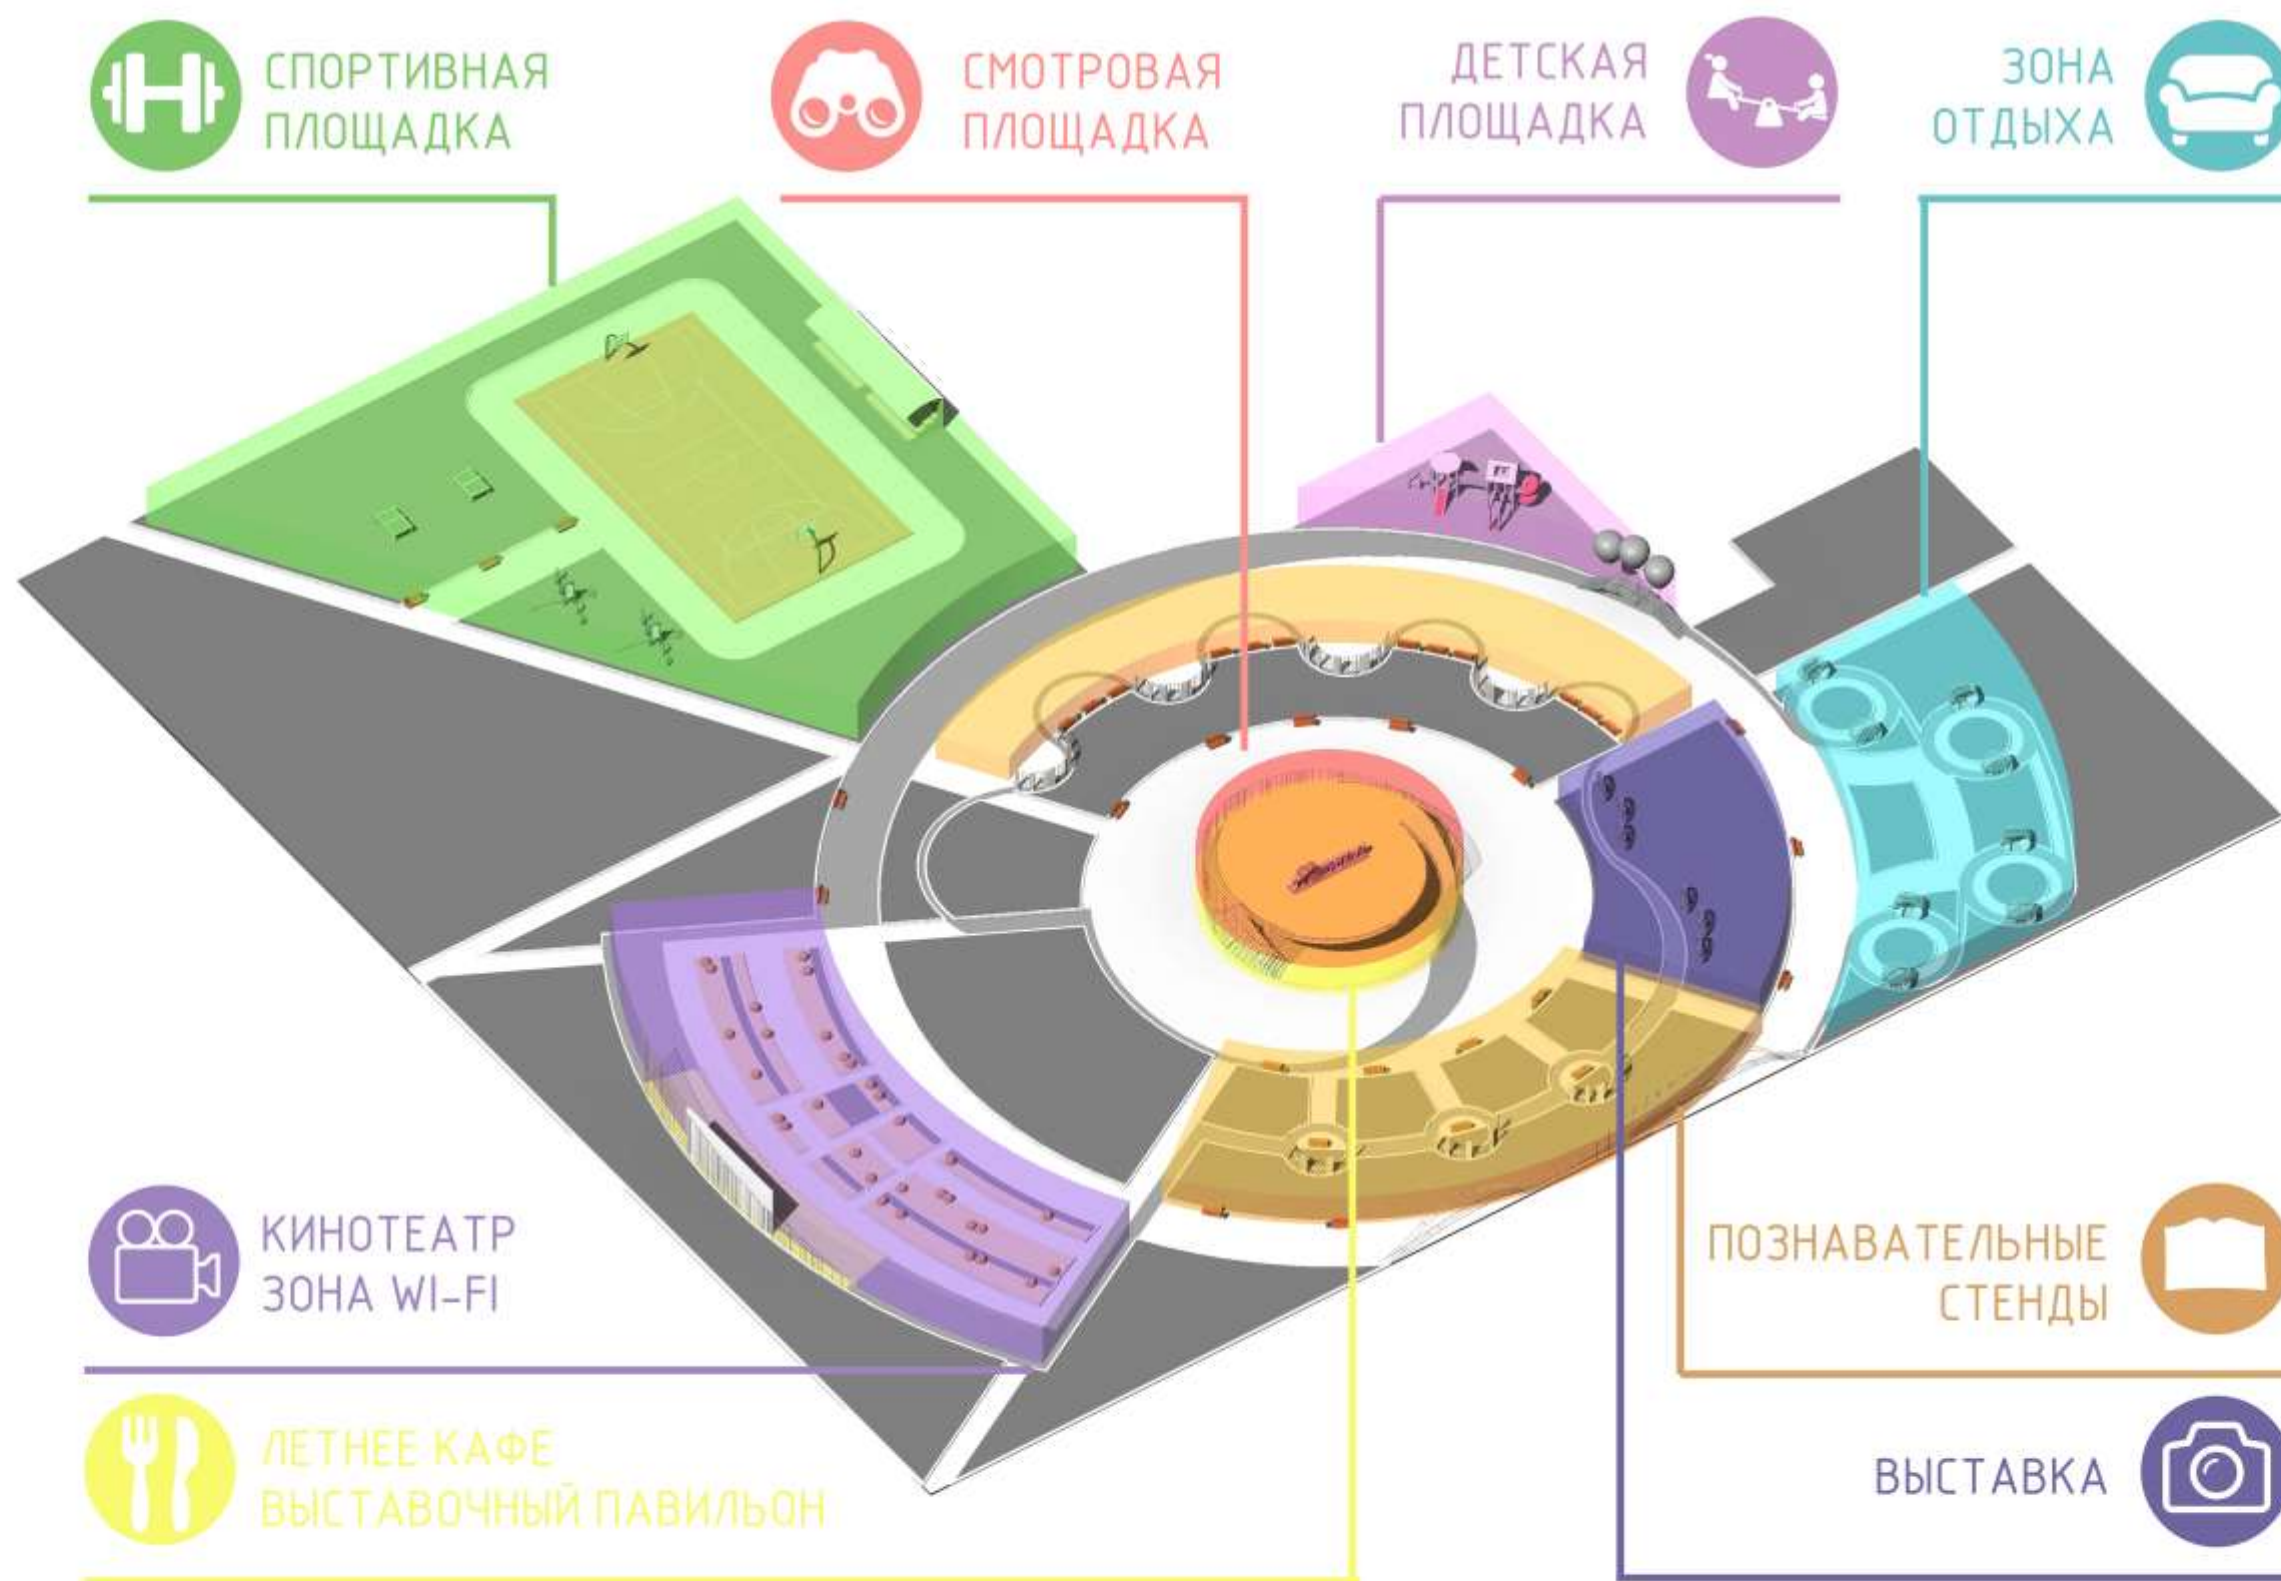 СПОРТИВНАЯ
ПЛОЩАДКА
СМОТРОВАЯ
ПЛОЩАДКА
ДЕТСКАЯ
ПЛОЩАДКА
ЗОНА
ОТДЫХА
КИНОТЕАТР
ЗОНА WI-FI
ПОЗНАВАТЕЛЬНЫЕ
СТЕНДЫ
ЛЕТНЕЕ КАФЕ
ВЫСТАВОЧНЫЙ ПАВИЛЬОН
ВЫСТАВКА